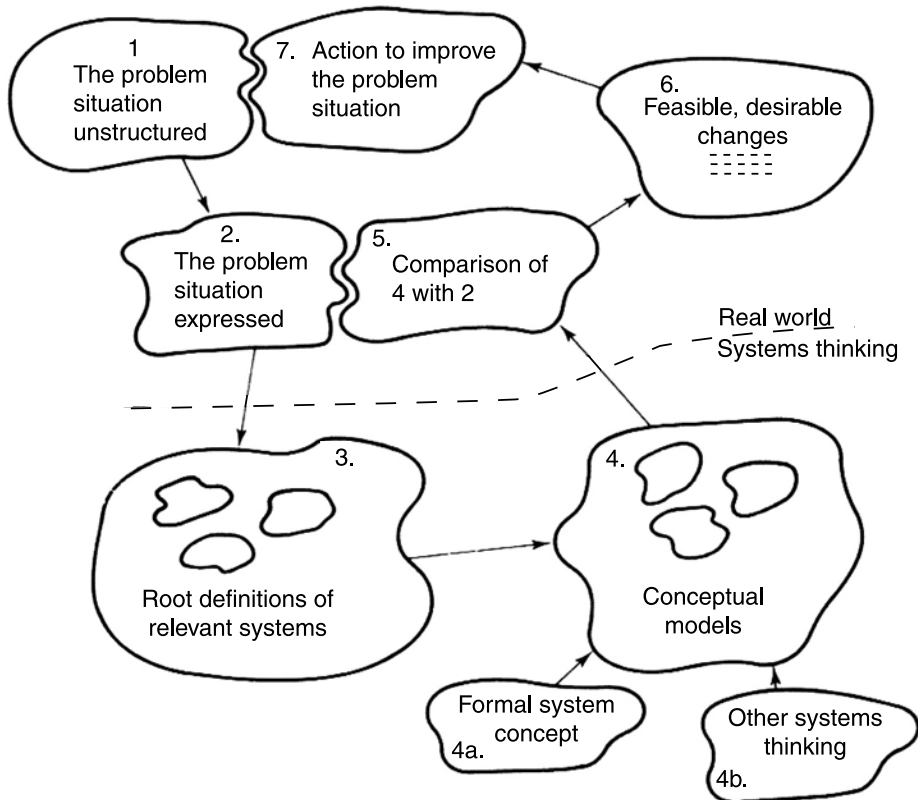 1
The problem
situation
unstructured
7. Action to improve
the problem
situation
6.
Feasible, desirable
changes
2.
The problem
situation
expressed
5.
Comparison of
4 with 2
Real world
Systems thinking
3.
Root definitions of
relevant systems
4.
Conceptual
models
Formal system
concept
4a.
Other systems
thinking
4b.